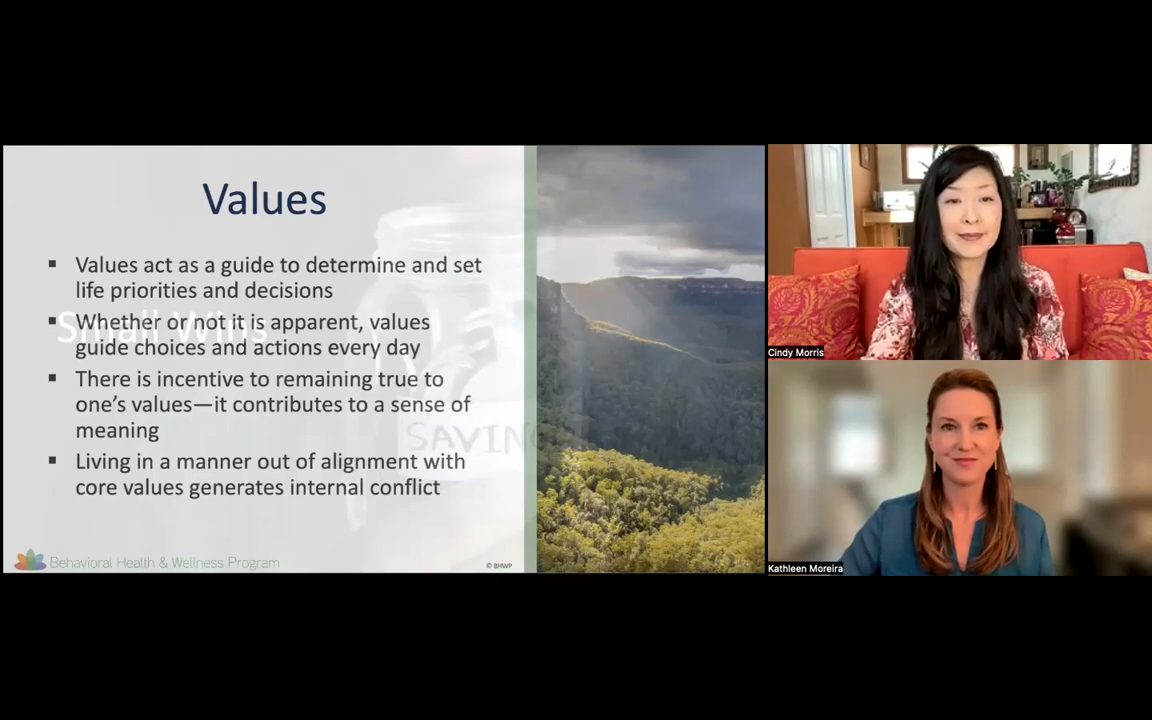 Values
▪ Values act as a guide to determine and set
life priorities and decisions
▪ Whether or not it is apparent, values
guide choices and actions every day
▪ There is incentive to remaining true to
one’s values—it contributes to a sense of
meaning
▪ Living in a manner out of alignment with
core values generates internal conflict
Small Wins
SAVIN
Behavioral Health & Wellness Program
© BHWP
Cindy Morris
Kathleen Moreira